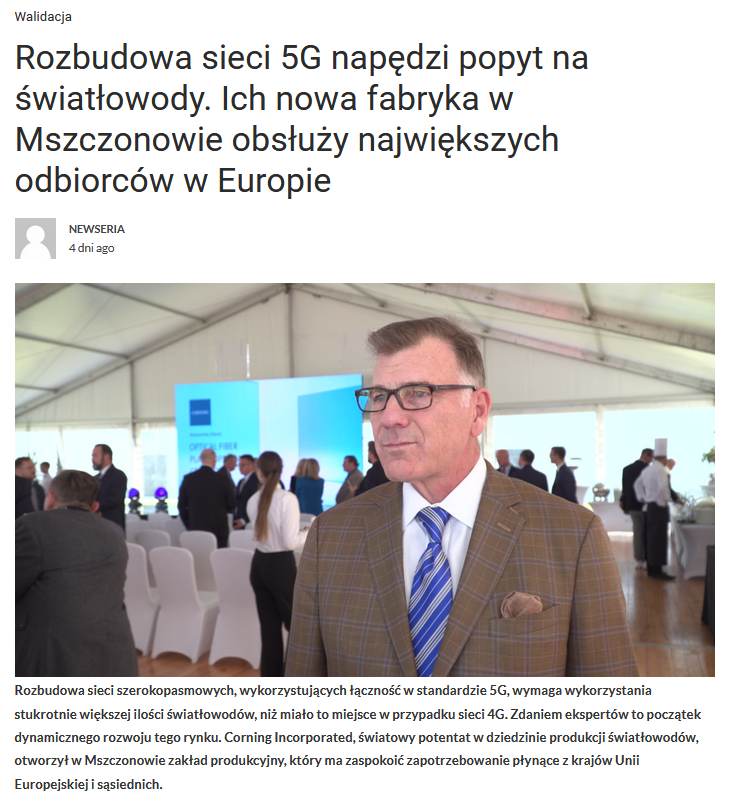 Walidacja
Rozbudowa sieci 5G napędzi popyt na
światłowody. Ich nowa fabryka w
Mszczonowie obsłuży największych
odbiorców w Europie
NEWSERIA
4 dni ago
CORNING
OPTICAL FIBER
Rozbudowa sieci szerokopasmowych, wykorzystujących łączność w standardzie 5G, wymaga wykorzystania
stukrotnie większej ilości światłowodów, niż miało to miejsce w przypadku sieci 4G. Zdaniem ekspertów to początek
dynamicznego rozwoju tego rynku. Corning Incorporated, światowy potentat w dziedzinie produkcji światłowodów,
otworzył w Mszczonowie zakład produkcyjny, który ma zaspokoić zapotrzebowanie płynące z krajów Unii
Europejskiej i sąsiednich.